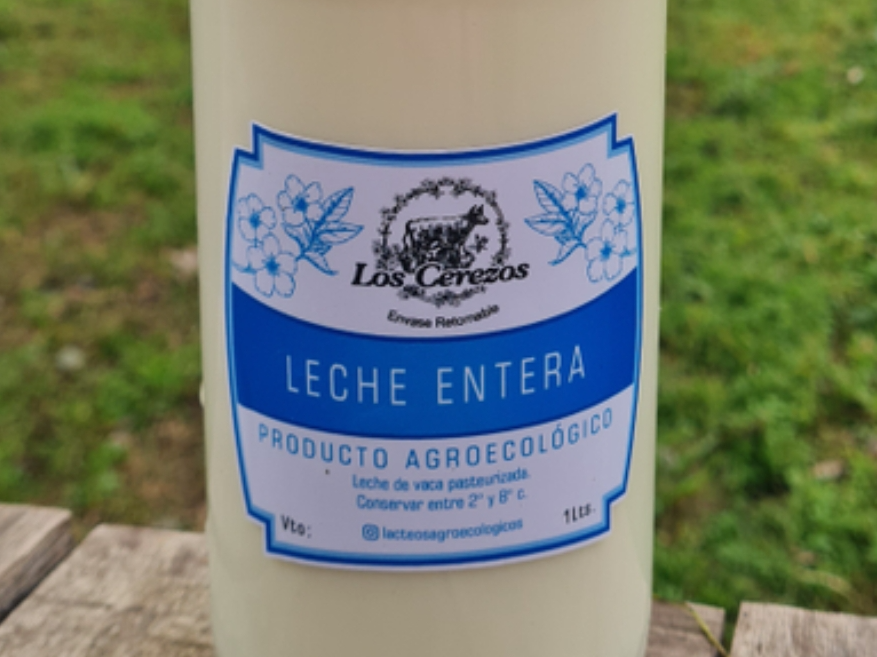 Los Cerezos
Envase Retornable
LECHE ENTERA
PRODUCTO AGROECOLÓGICO
Leche de vaca pasteurizada.
Conservar entre 2° y 8° c.
Vto:
lacteosagroecologicos
1Lts.